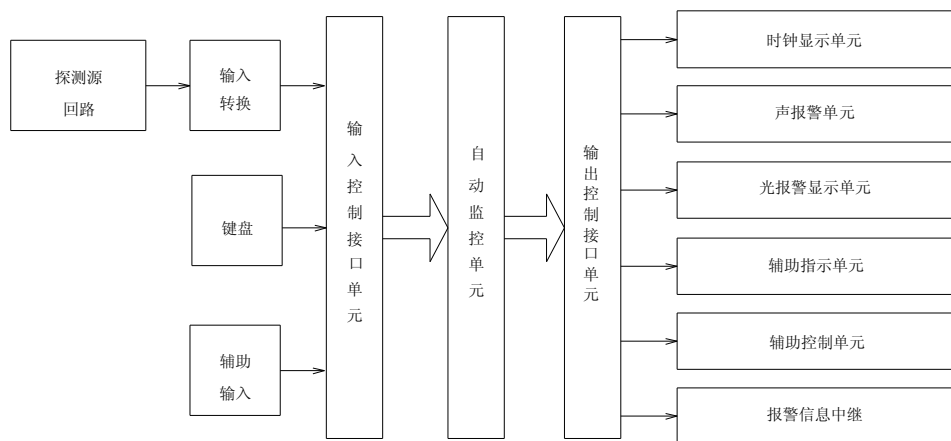 探测源
回路
输入
转换
键盘
辅助
输入
输入控制接口单元
自动监控单元
输出控制接口单元
时钟显示单元
声报警单元
光报警显示单元
辅助指示单元
辅助控制单元
报警信息中继